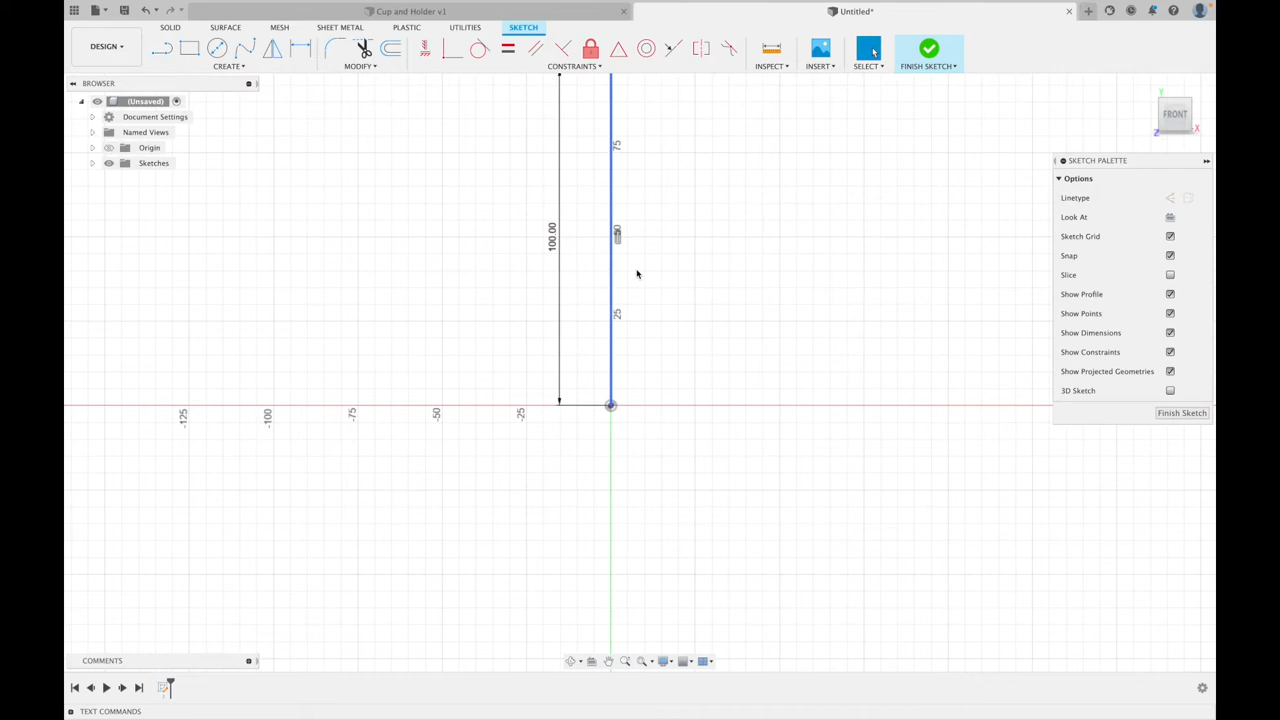 Cup and Holder v1
Untitled*
SOLID SURFACE MESH SHEET METAL PLASTIC UTILITIES SKETCH
DESIGN
CREATE MODIFY CONSTRAINTS INSPECT INSERT SELECT FINISH SKETCH
BROWSER
(Unsaved)
Document Settings
Named Views
Origin
Sketches
FRONT
Y
X
Z
SKETCH PALETTE
Options
Linetype
Look At
Sketch Grid
Snap
Slice
Show Profile
Show Points
Show Dimensions
Show Constraints
Show Projected Geometries
3D Sketch
Finish Sketch
75
100.00
25
-125 -100 -75 -50 -25
COMMENTS
TEXT COMMANDS